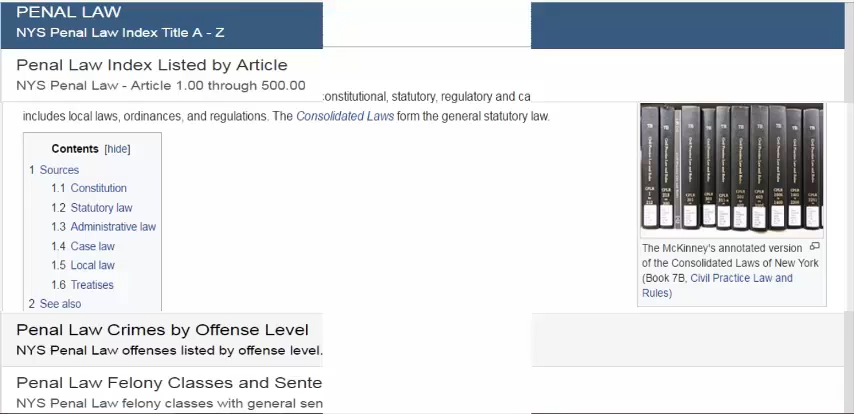 PENAL LAW
NYS Penal Law Index Title A - Z
Penal Law Index Listed by Article
NYS Penal Law - Article 1.00 through 500.00
onstitutional, statutory, regulatory and ca
includes local laws, ordinances, and regulations. The Consolidated Laws form the general statutory law.
Contents [hide]
1 Sources
1.1 Constitution
1.2 Statutory law
1.3 Administrative law
1.4 Case law
1.5 Local law
1.6 Treatises
2 See also
The McKinney's annotated version
of the Consolidated Laws of New York
(Book 7B, Civil Practice Law and
Rules)
Penal Law Crimes by Offense Level
NYS Penal Law offenses listed by offense level.
Penal Law Felony Classes and Sente
NYS Penal Law felony classes with general sen